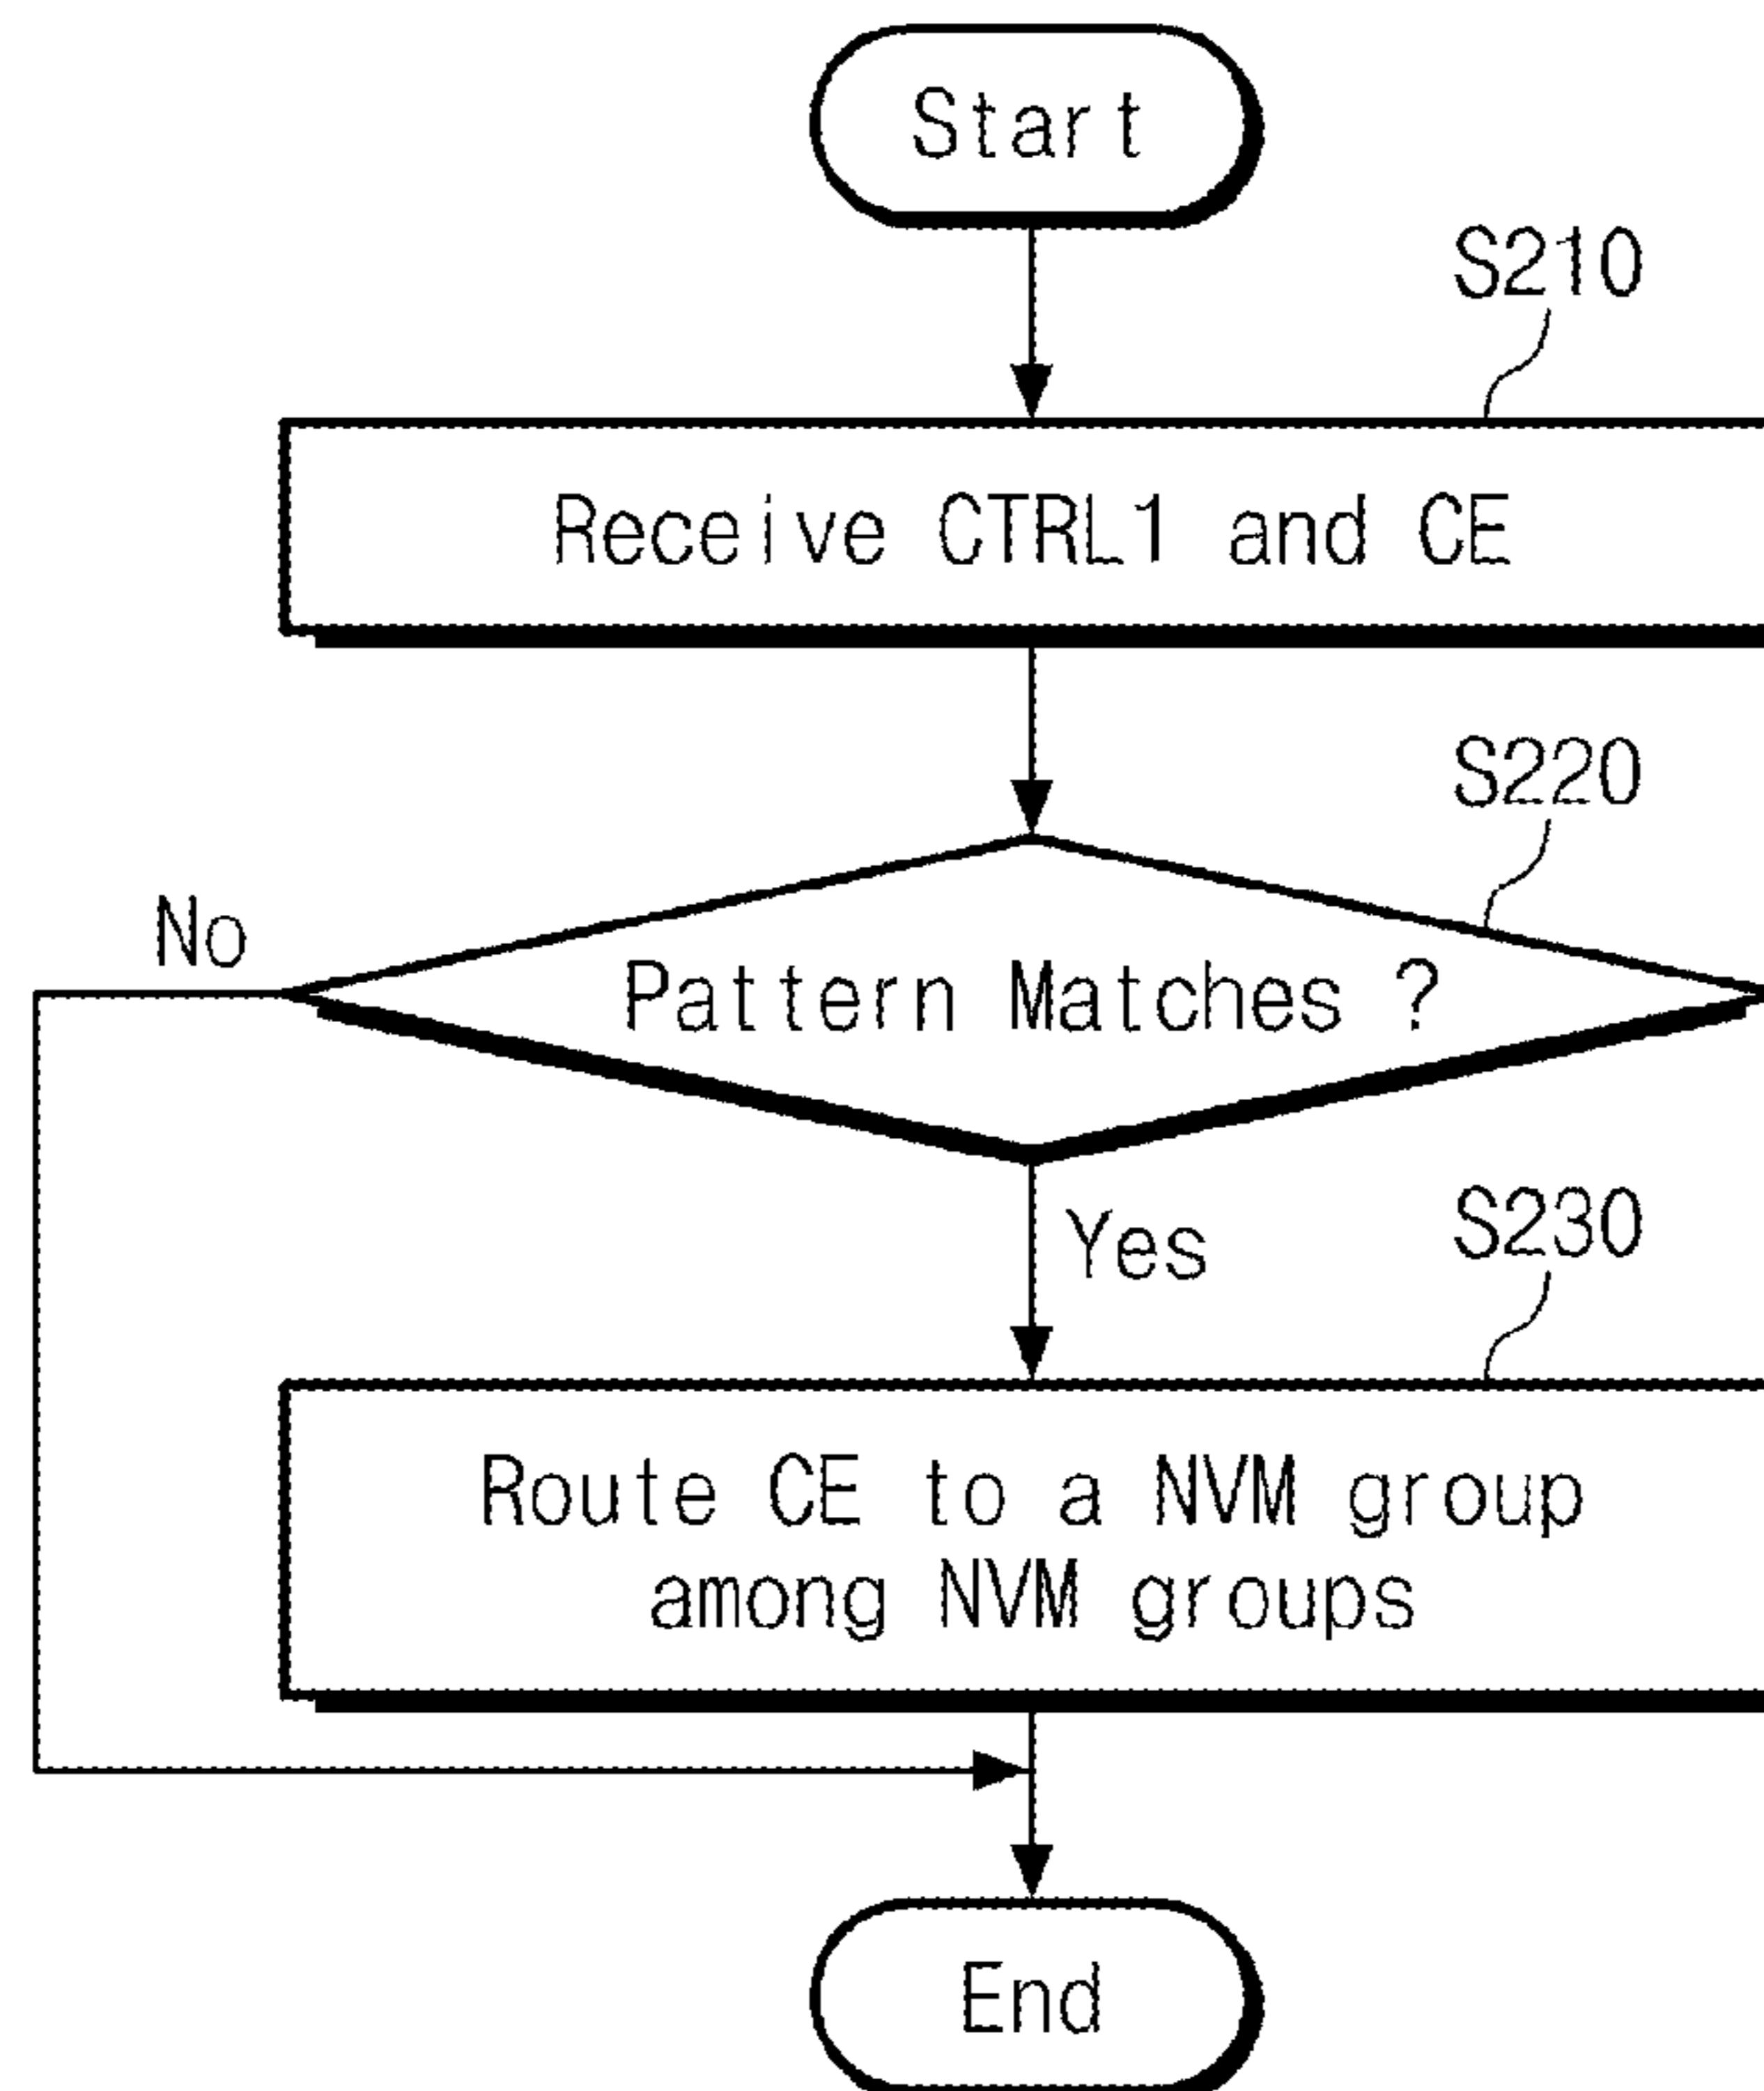 Start
S210
Receive CTRL1 and CE
S220
No
Pattern Matches ?
Yes
S230
Route CE to a NVM group
among NVM groups
End